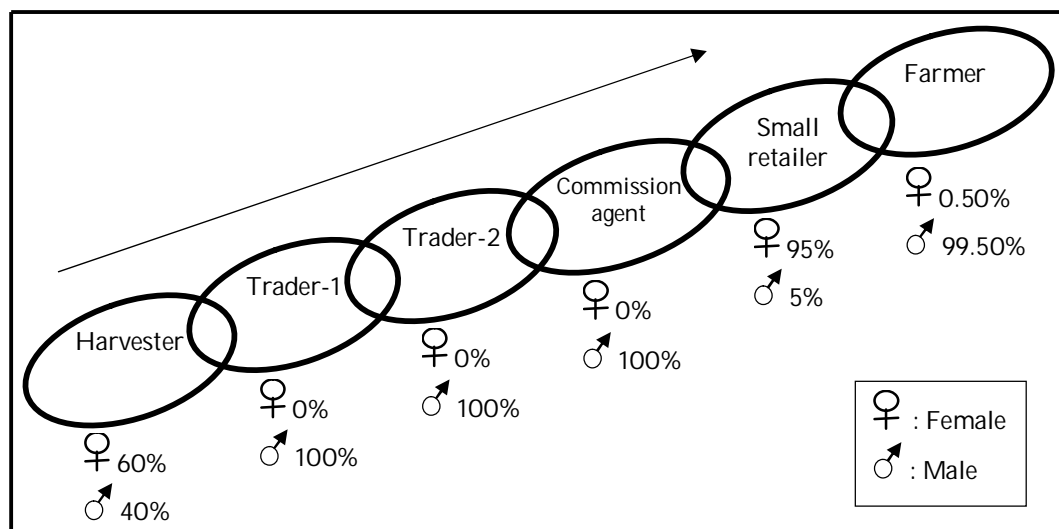 Harvester
♀ 60%
♂ 40%
Trader-1
♀ 0%
♂ 100%
Trader-2
♀ 0%
♂ 100%
Commission
agent
♀ 0%
♂ 100%
Small
retailer
♀ 95%
♂ 5%
Farmer
♀ 0.50%
♂ 99.50%
♀ : Female
♂ : Male